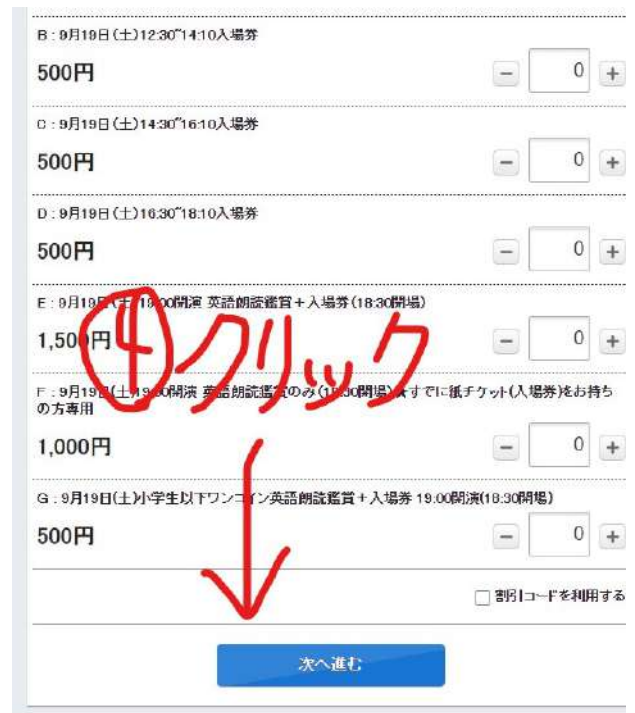 B：9月19日(土)12:30~14:10入場券
500円
－ 0 +
C：9月19日(土)14:30~16:10入場券
500円
－ 0 +
D：9月19日(土)16:30~18:10入場券
500円
－ 0 +
E：9月19日(土)19:00開演 英語朗読鑑賞＋入場券(18:30開場)
1,500円
－ 0 +
④クリック
F：9月19日(土)19:00開演 英語朗読鑑賞のみ(18:30開場)★すでに紙チケット(入場券)をお持ち
の方専用
1,000円
－ 0 +
G：9月19日(土)小学生以下ワンコイン英語朗読鑑賞＋入場券 19:00開演(18:30開場)
500円
－ 0 +
割引コードを利用する
次へ進む